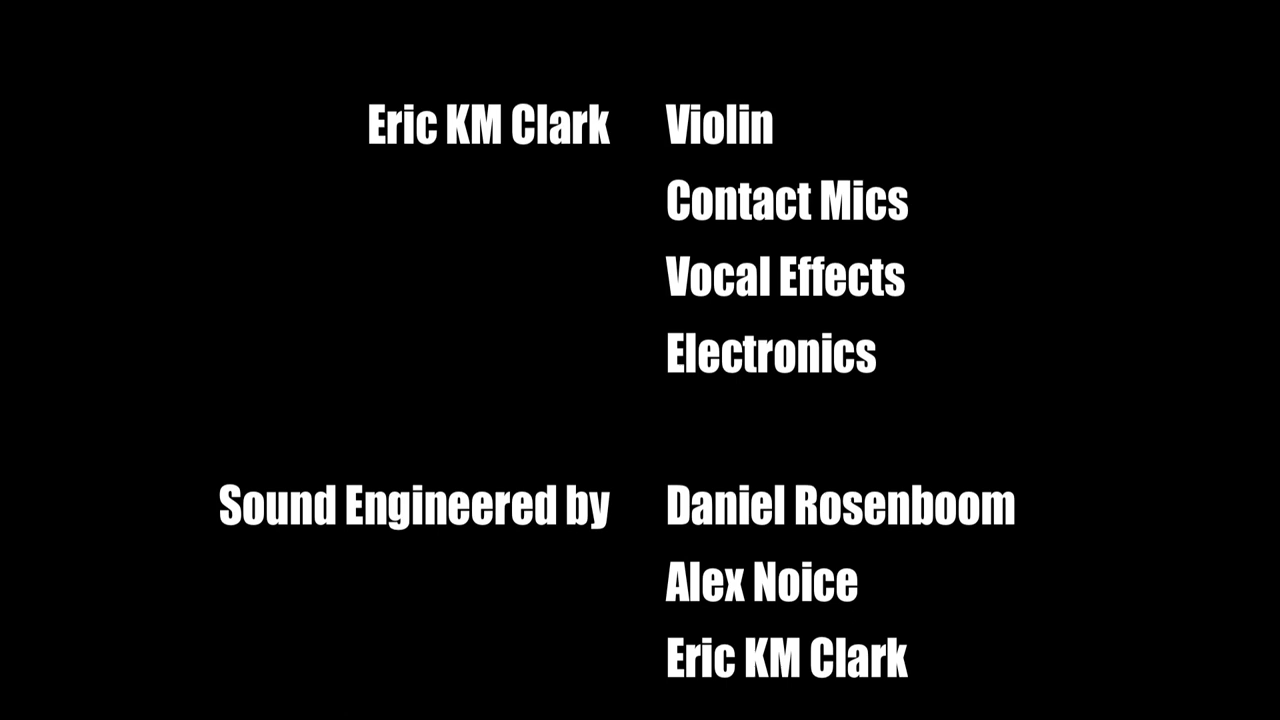 Eric KM Clark Violin
Contact Mics
Vocal Effects
Electronics
Sound Engineered by Daniel Rosenboom
Alex Noice
Eric KM Clark